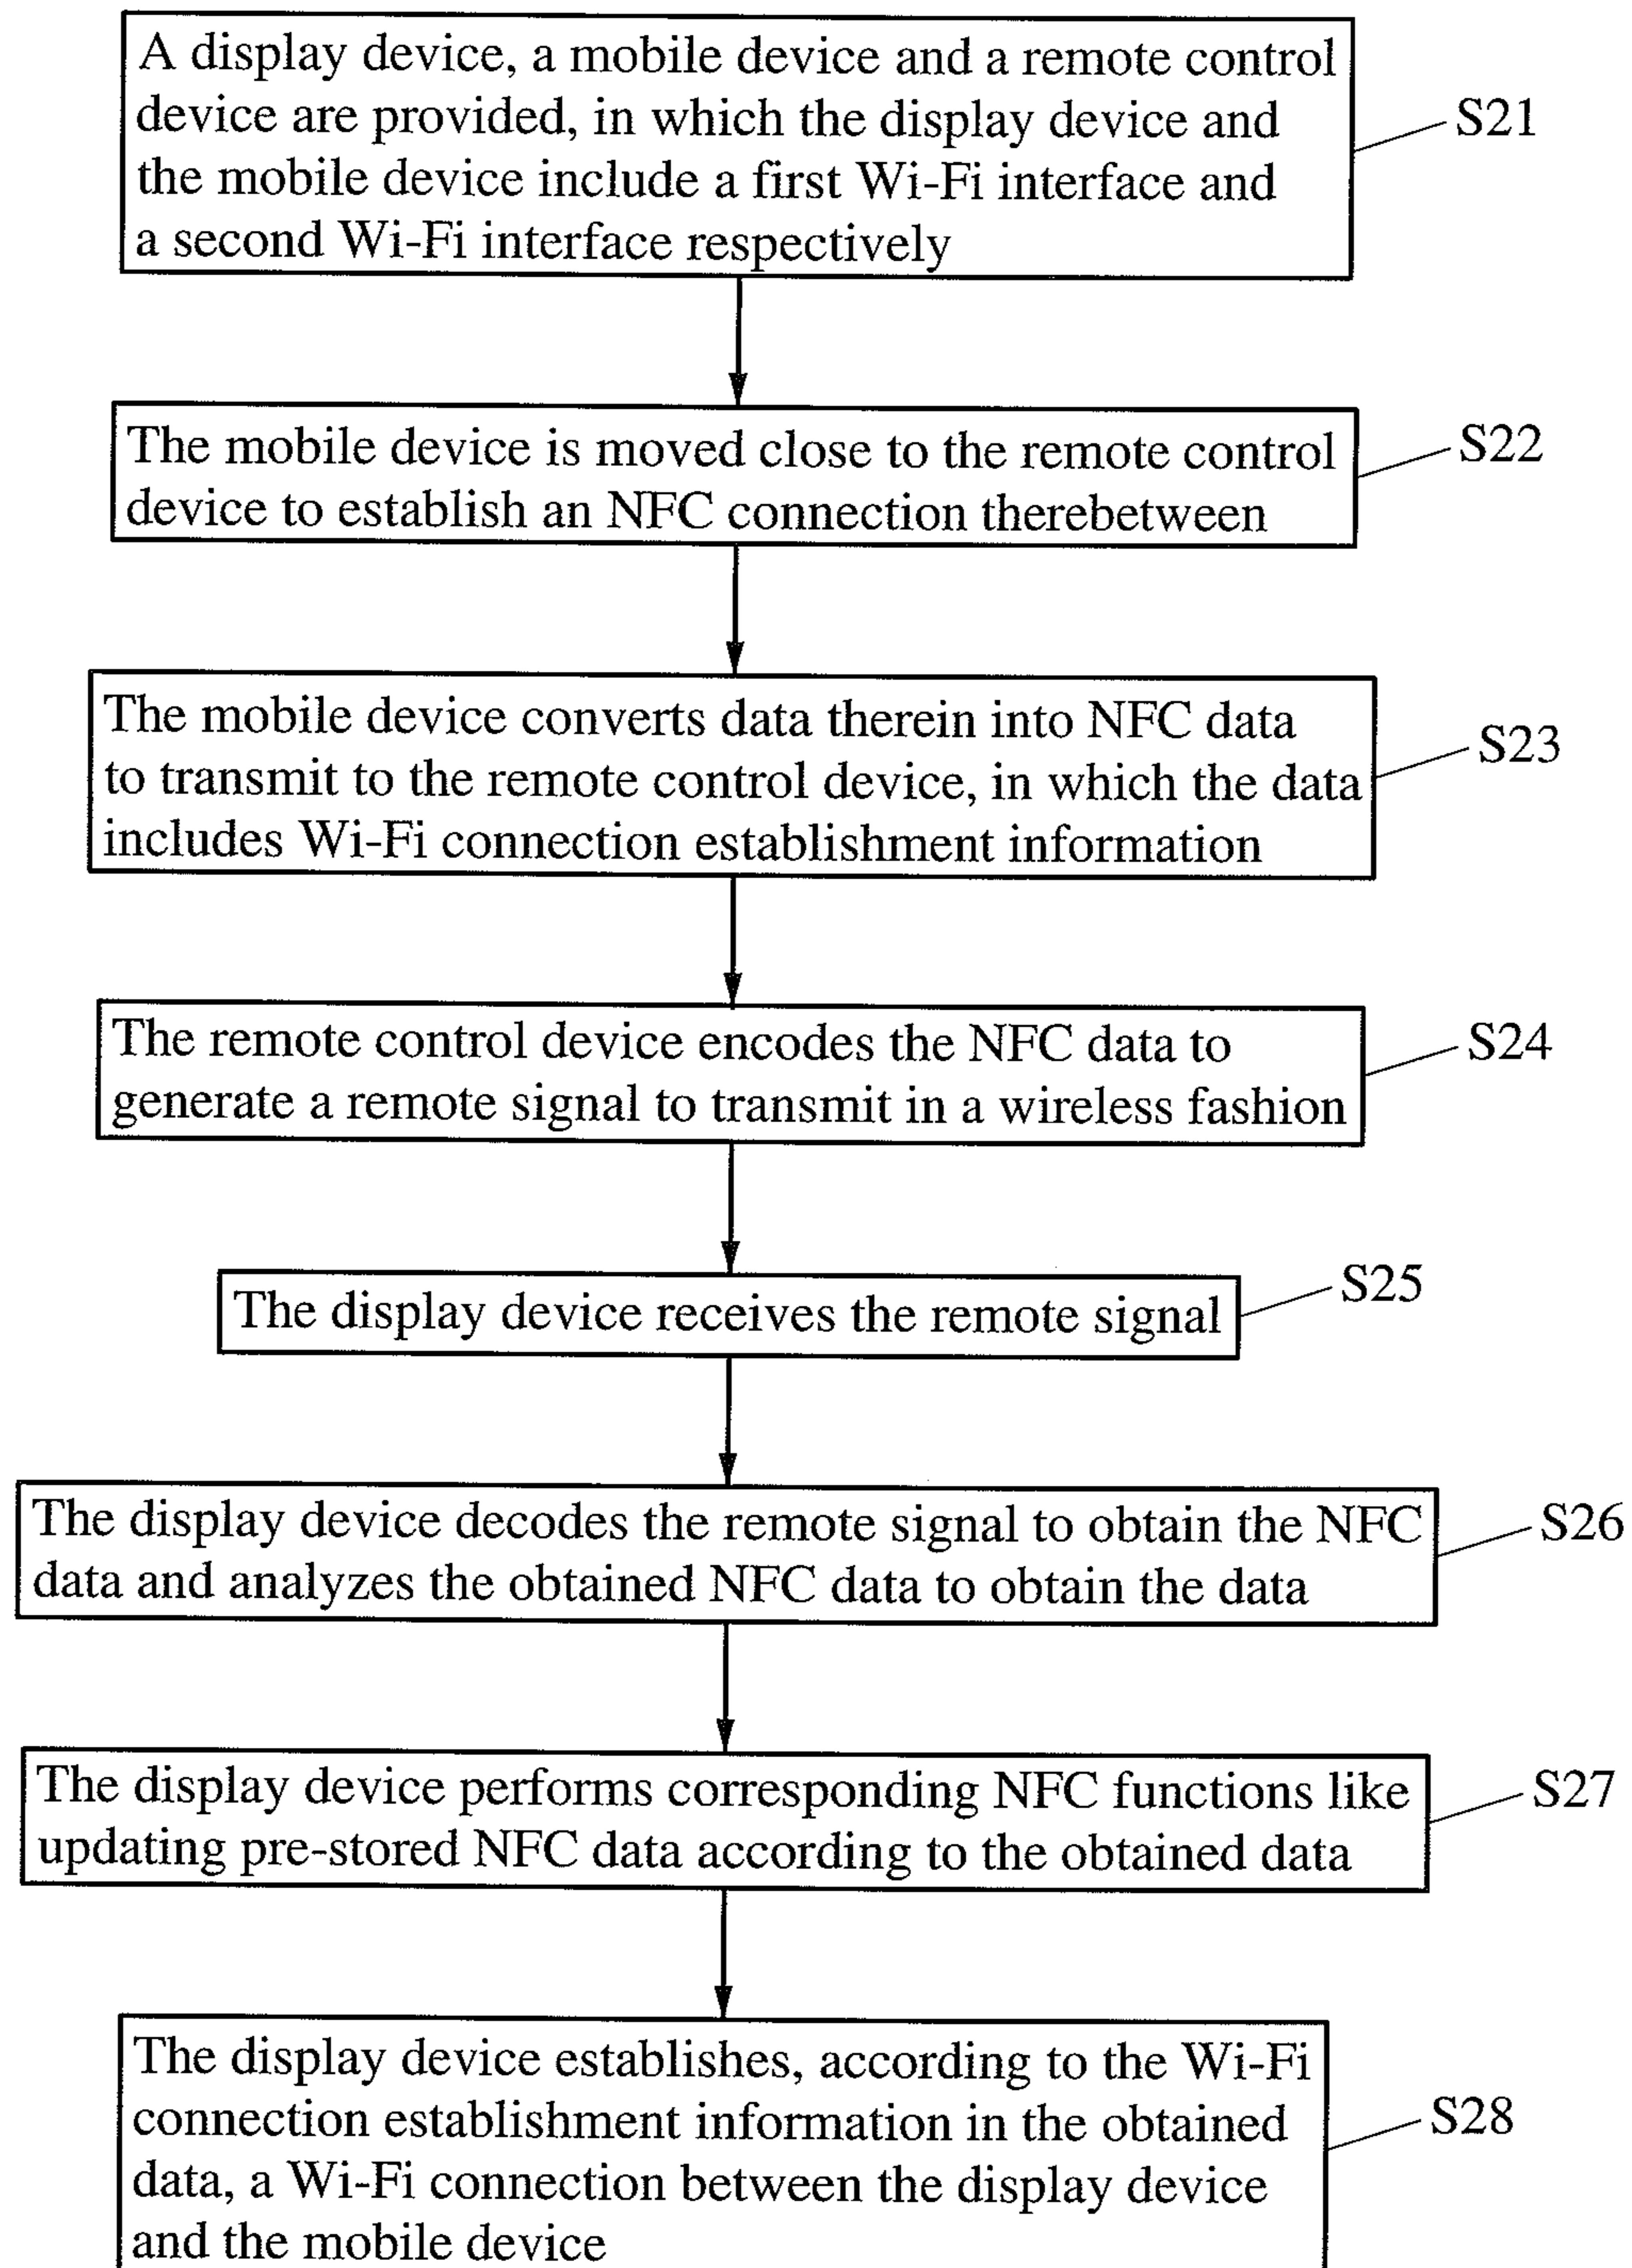 A display device, a mobile device and a remote control
device are provided, in which the display device and
the mobile device include a first Wi-Fi interface and
a second Wi-Fi interface respectively
S21
The mobile device is moved close to the remote control
device to establish an NFC connection therebetween
S22
The mobile device converts data therein into NFC data
to transmit to the remote control device, in which the data
includes Wi-Fi connection establishment information
S23
The remote control device encodes the NFC data to
generate a remote signal to transmit in a wireless fashion
S24
The display device receives the remote signal
S25
The display device decodes the remote signal to obtain the NFC
data and analyzes the obtained NFC data to obtain the data
S26
The display device performs corresponding NFC functions like
updating pre-stored NFC data according to the obtained data
S27
The display device establishes, according to the Wi-Fi
connection establishment information in the obtained
data, a Wi-Fi connection between the display device
and the mobile device
S28